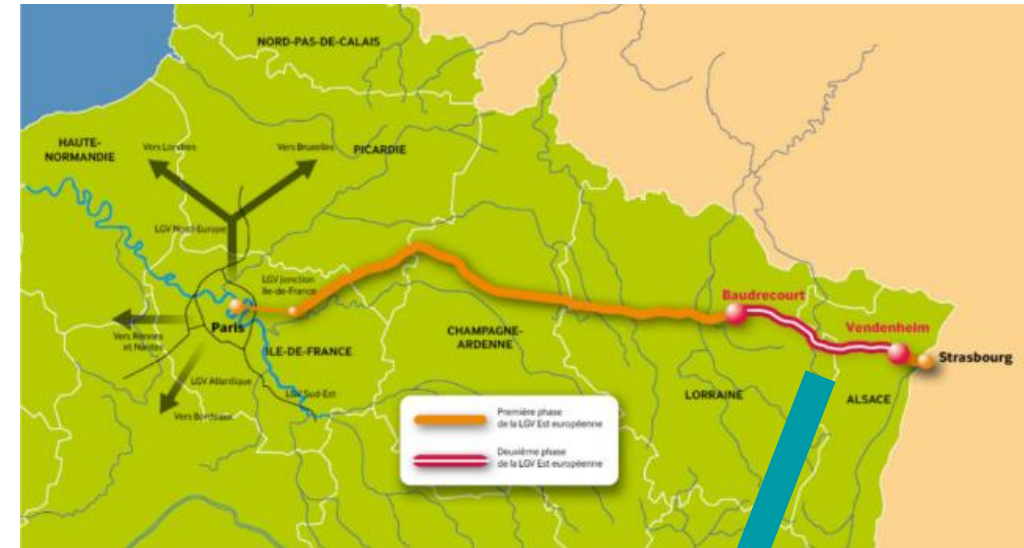 NORD-PAS-DE-CALAIS
HAUTE-
NORMANDIE
Vers Londres
Vers Bruxelles
PICARDIE
LGV Nord-Europe
LGV Jonction
Ile-de-France
Paris
Vers Rennes
et Nantes
ILE-DE-FRANCE
LGV Atlantique
LGV Sud-Est
Vers Bordeaux
CHAMPAGNE-
ARDENNE
Baudrecourt
Vendenheim
Strasbourg
LORRAINE
ALSACE
Première phase
de la LGV Est européenne
Deuxième phase
de la LGV Est européenne